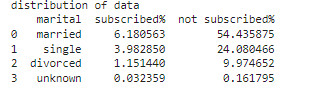 distribution of data
marital subscribed% not subscribed%
0 married 6.180563 54.435875
1 single 3.982850 24.080466
2 divorced 1.151440 9.974652
3 unknown 0.032359 0.161795